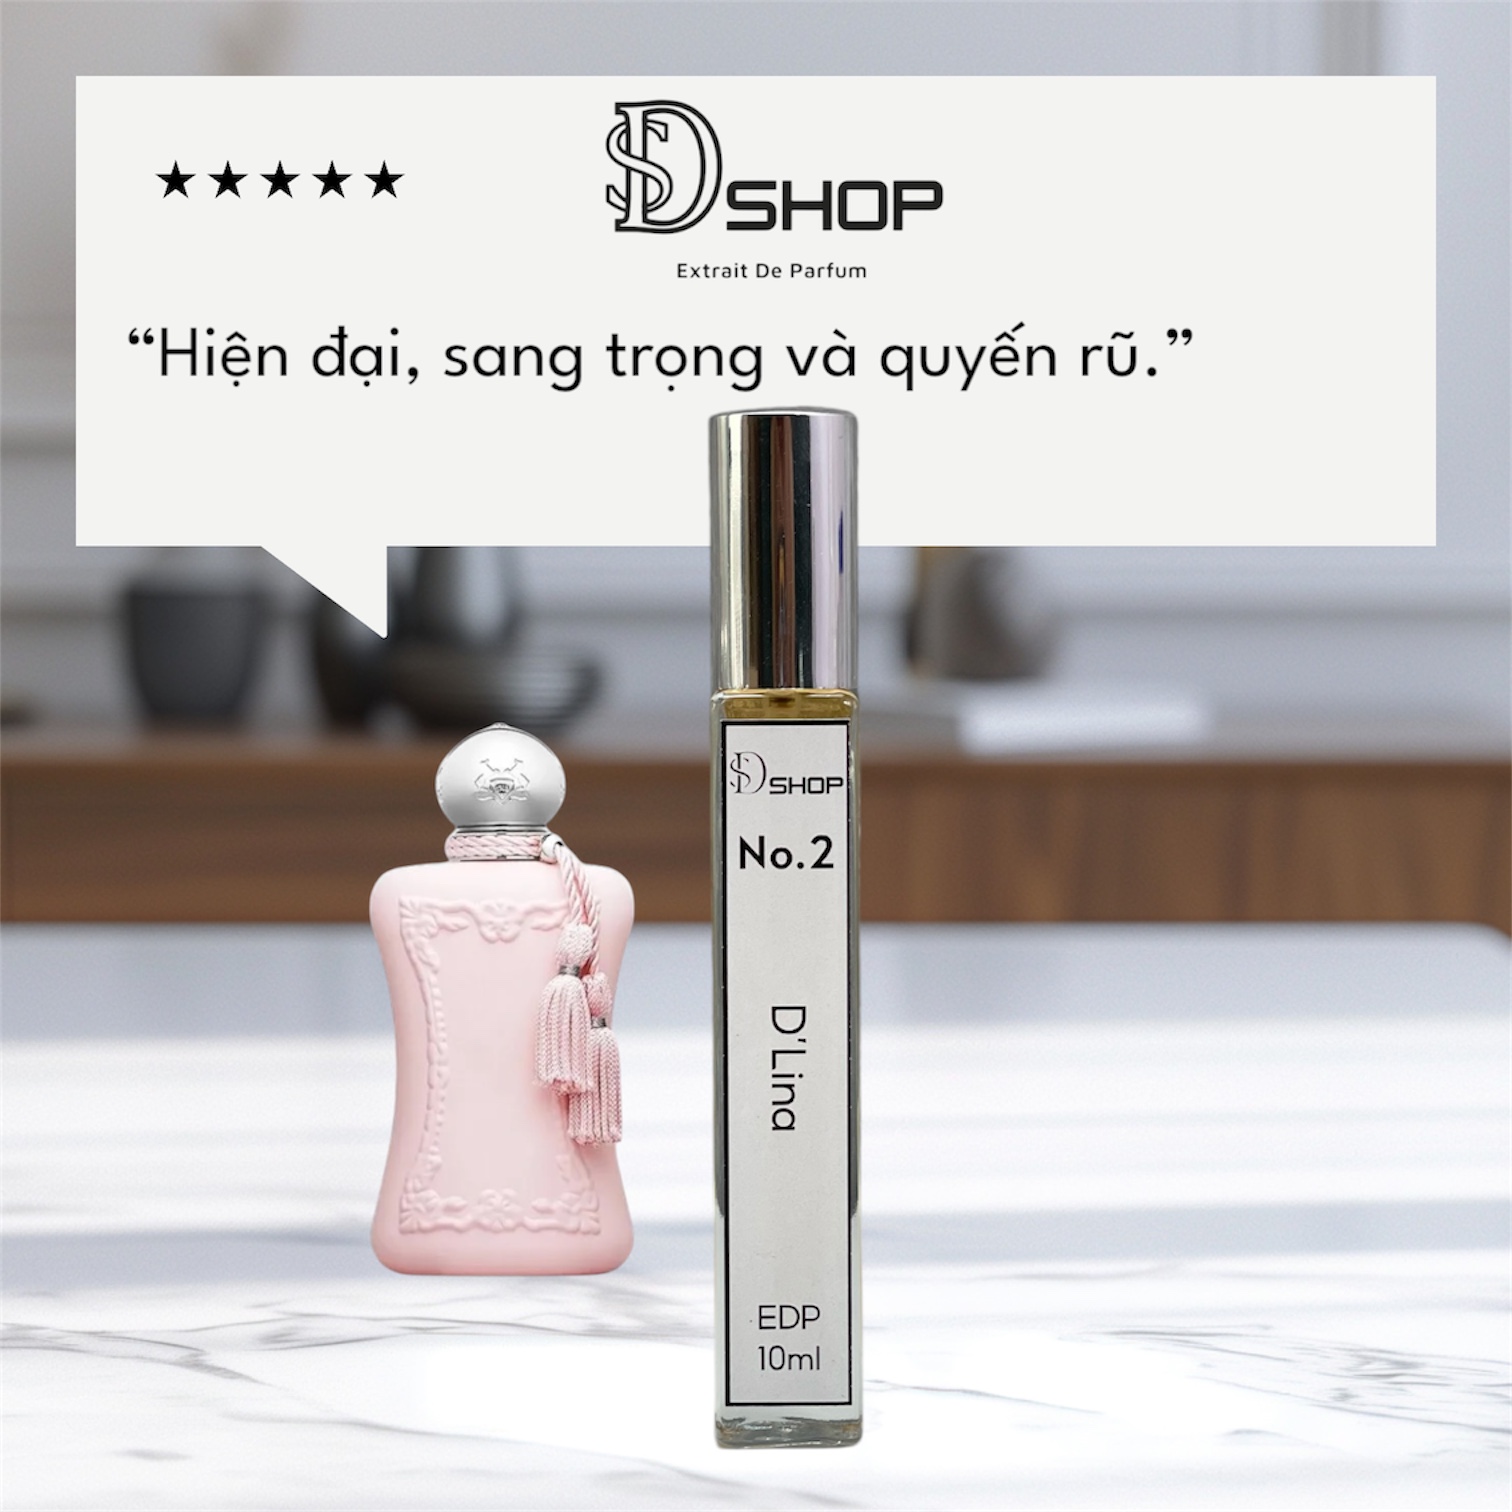 ★★★★★
SD SHOP
Extrait De Parfum
“Hiện đại, sang trọng và quyến rũ.”
SD SHOP
No.2
D'Lina
EDP
10ml